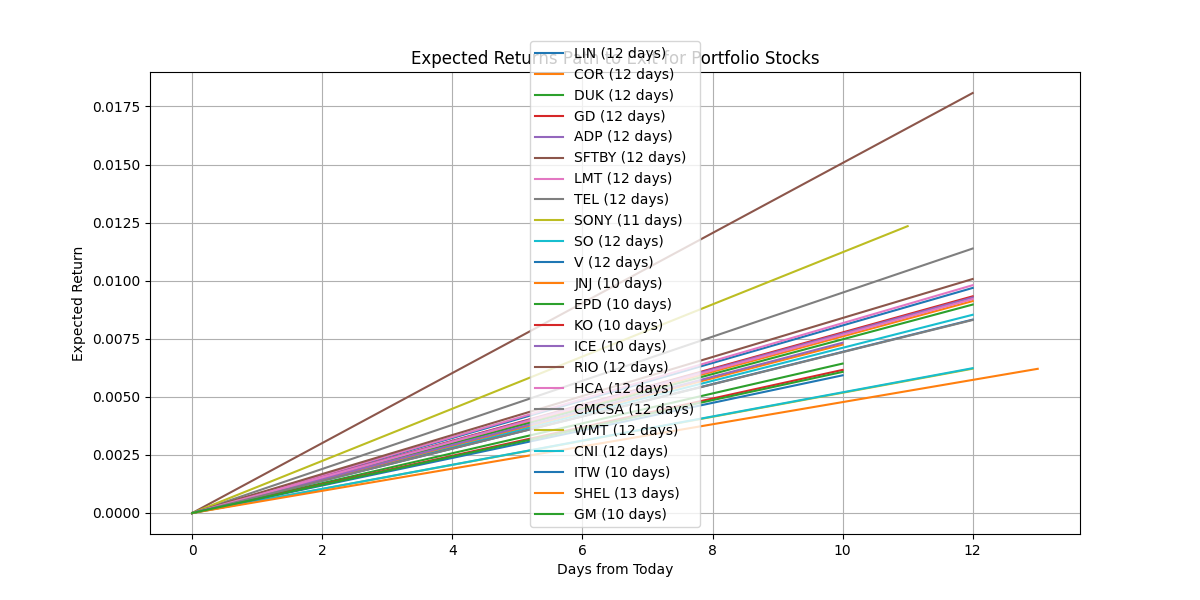 Expected Returns Path to Exit for Portfolio Stocks
LIN (12 days)
COR (12 days)
DUK (12 days)
GD (12 days)
ADP (12 days)
SFTBY (12 days)
LMT (12 days)
TEL (12 days)
SONY (11 days)
SO (12 days)
V (12 days)
JNJ (10 days)
EPD (10 days)
KO (10 days)
ICE (10 days)
RIO (12 days)
HCA (12 days)
CMCSA (12 days)
WMT (12 days)
CNI (12 days)
ITW (10 days)
SHEL (13 days)
GM (10 days)
Expected Return
0.0175
0.0150
0.0125
0.0100
0.0075
0.0050
0.0025
0.0000
0 2 4 6 8 10 12
Days from Today